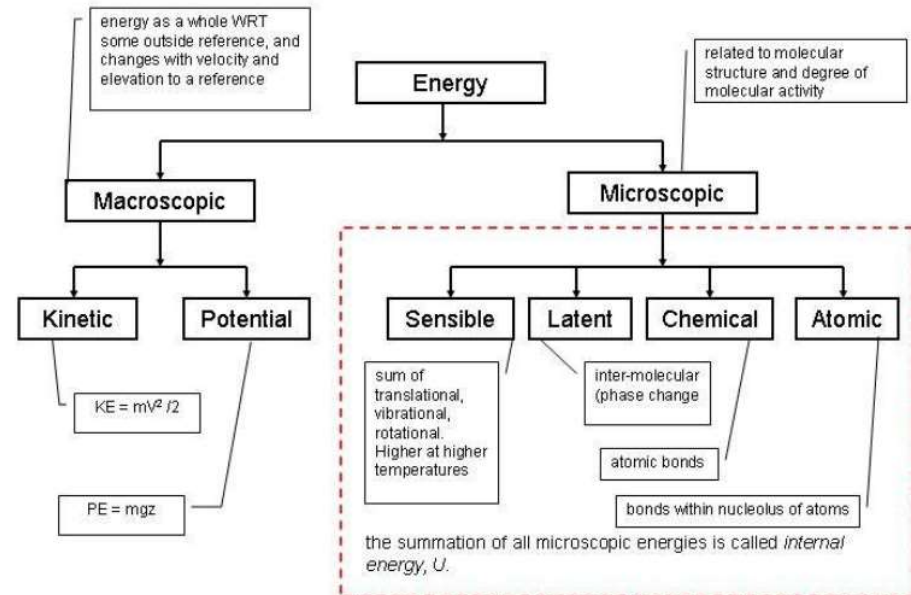 energy as a whole WRT
some outside reference, and
changes with velocity and
elevation to a reference
Energy
related to molecular
structure and degree of
molecular activity
Macroscopic
Microscopic
Kinetic
Potential
Sensible
Latent
Chemical
Atomic
KE = mV² /2
PE = mgz
sum of
translational,
vibrational,
rotational.
Higher at higher
temperatures
inter-molecular
(phase change
atomic bonds
bonds within nucleolus of atoms
the summation of all microscopic energies is called internal
energy, U.